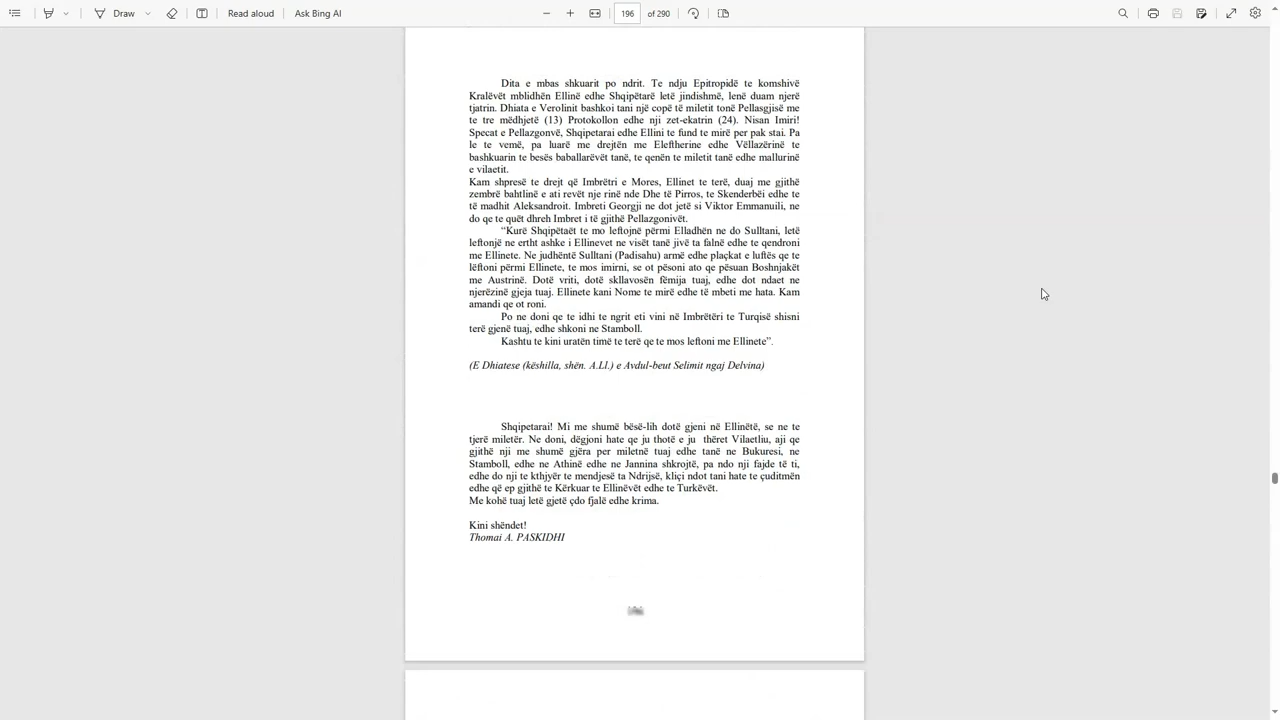 Draw
Read aloud
Ask Bing AI
196
of 290
Dita e mbas shkuarit po ndrit. Te ndju Epitropidë te komshivë
Kralëvët mblidhën Ellinë edhe Shqipëtarë letë jindishmë, lenë duam njerë
tjatrin. Dhiata e Verolinit bashkoi tani një copë të miletit tonë Pellasgjisë me
te tre mëdhjetë (13) Protokollon edhe nji zet-ekatrin (24). Nisan Imiri!
Specat e Pellazgonvë, Shqipetarai edhe Ellini te fund te mirë per pak stai. Pa
le te vemë, pa luarë me drejtën me Eleftherine edhe Vëllazërinë te
bashkuarin te besës baballarëvët tanë, te qenën te miletit tanë edhe mallurinë
e vilaetit.
Kam shpresë te drejt që Imbrëtri e Mores, Ellinet te terë, duaj me gjithë
zembrë bahtlinë e ati revët nje rinë nde Dhe të Pirros, te Skenderbëi edhe te
të madhit Aleksandroit. Imbreti Georgji ne dot jetë si Viktor Emmanuili, ne
do qe te quët dhreh Imbret i të gjithë Pellazgonivët.
“Kurë Shqipëtaët te mo leftojnë përmi Elladhën ne do Sulltani, letë
leftonjë ne ertht ashke i Ellinevet ne visët tanë jivë ta falnë edhe te qendroni
me Ellinete. Ne judhëntë Sulltani (Padisahu) armë edhe plaçkat e luftës qe te
lëftoni përmi Ellinete, te mos imirni, se ot pësoni ato qe pësuan Boshnjakët
me Austrinë. Dotë vriti, dotë skllavosën fëmija tuaj, edhe dot ndaet ne
njerëzinë gjeja tuaj. Ellinete kani Nome te mirë edhe të mbeti me hata. Kam
amandi qe ot roni.
Po ne doni qe te idhi te ngrit eti vini në Imbrëtëri te Turqisë shisni
terë gjenë tuaj, edhe shkoni ne Stamboll.
Kashtu te kini uratën timë te terë qe te mos leftoni me Ellinete”.
(E Dhiatese (këshilla, shën. A.Ll.) e Avdul-beut Selimit ngaj Delvina)
Shqipetarai! Mi me shumë bësë-lih dotë gjeni në Ellinëtë, se ne te
tjerë miletër. Ne doni, dëgjoni hate qe ju thotë e ju thëret Vilaetliu, aji qe
gjithë nji me shumë gjëra per miletnë tuaj edhe tanë ne Bukuresi, ne
Stamboll, edhe ne Athinë edhe ne Jannina shkrojtë, pa ndo nji fajde të ti,
edhe do nji te kthjyër te mendjesë ta Ndrijsë, kliçi ndot tani hate te çuditmën
edhe që ep gjithë te Kërkuar te Ellinëvët edhe te Turkëvët.
Me kohë tuaj letë gjetë çdo fjalë edhe krima.
Kini shëndet!
Thomai A. PASKIDHI